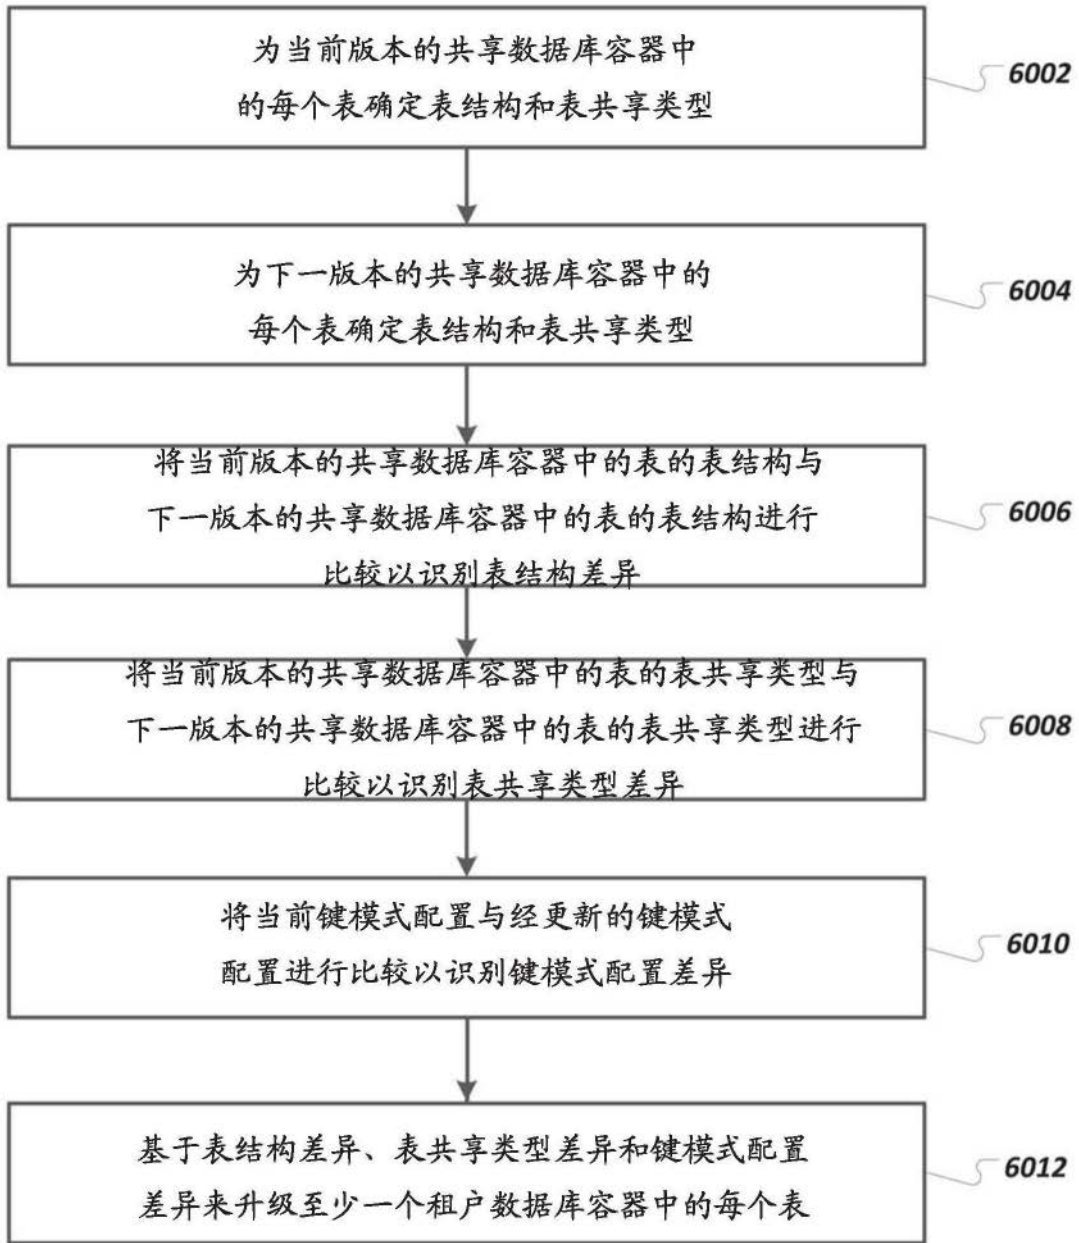 为当前版本的共享数据库容器中
的每个表确定表结构和表共享类型
6002
为下一版本的共享数据库容器中的
每个表确定表结构和表共享类型
6004
将当前版本的共享数据库容器中的表的表结构与
下一版本的共享数据库容器中的表的表结构进行
比较以识别表结构差异
6006
将当前版本的共享数据库容器中的表的表共享类型与
下一版本的共享数据库容器中的表的表共享类型进行
比较以识别表共享类型差异
6008
将当前键模式配置与经更新的键模式
配置进行比较以识别键模式配置差异
6010
基于表结构差异、表共享类型差异和键模式配置
差异来升级至少一个租户数据库容器中的每个表
6012